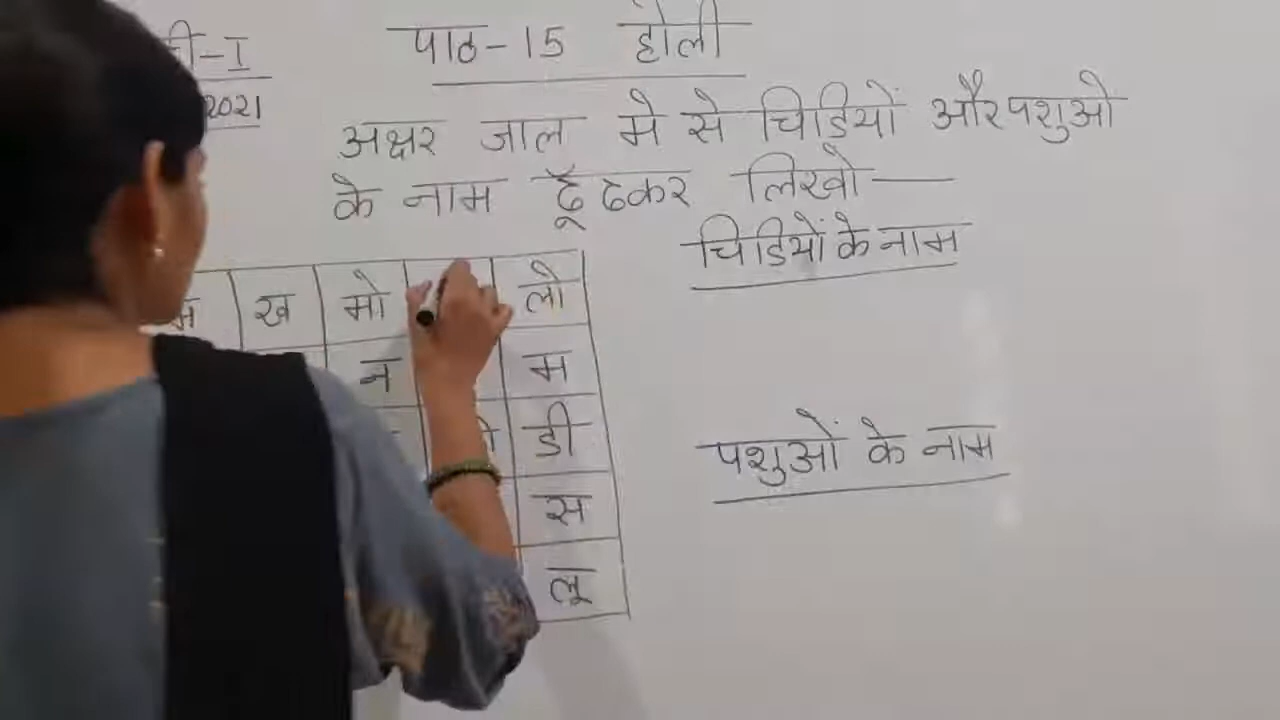 पाठ-15 होली
-I
2021
अक्षर जाल मे से चिडियों और पशुओ
के नाम ढूँढकर लिखो—
चिडियों के नाम
ख मो लो
न म
डी
स
लू
पशुओं के नाम